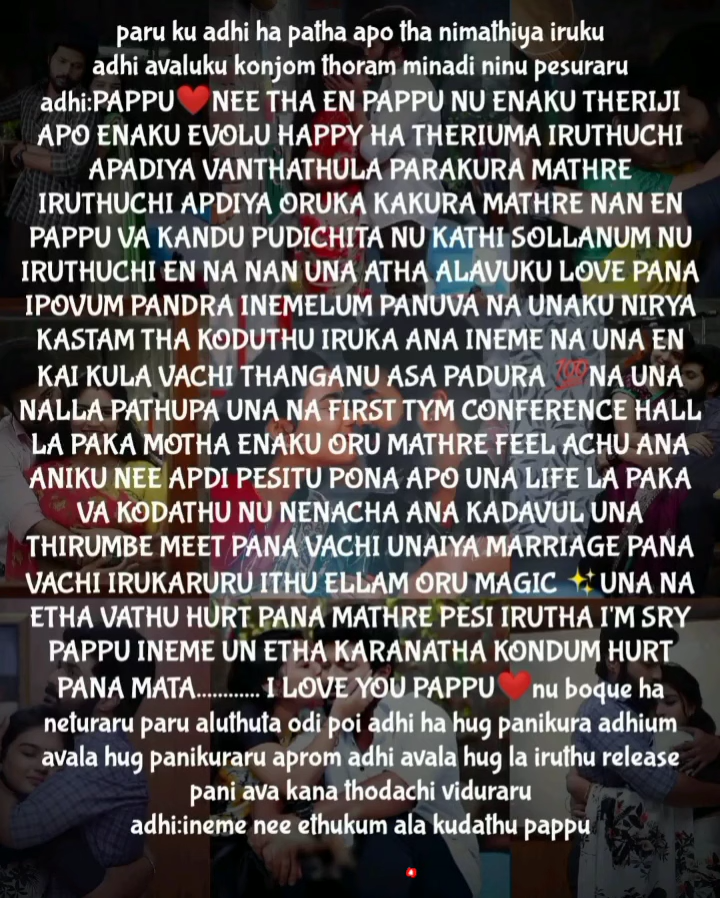 paru ku adhi ha patha apo tha nimathiya iruku
adhi avaluku konjom thoram minadi ninu pesuraru
adhi:PAPPU❤️NEE THA EN PAPPU NU ENAKU THERIJI
APO ENAKU EVOLU HAPPY HA THERIUMA IRUTHUCHI
APADIYA VANTHATHULA PARAKURA MATHRE
IRUTHUCHI APDIYA ORUKA KAKURA MATHRE NAN EN
PAPPU VA KANDU PUDICHITA NU KATHI SOLLANUM NU
IRUTHUCHI EN NA NAN UNA ATHA ALAVUKU LOVE PANA
IPOVUM PANDRA INEMELUM PANUVA NA UNAKU NIRYA
KASTAM THA KODUTHU IRUKA ANA INEME NA UNA EN
KAI KULA VACHI THANGANU ASA PADURA 💯NA UNA
NALLA PATHUPA UNA NA FIRST TYM CONFERENCE HALL
LA PAKA MOTHA ENAKU ORU MATHRE FEEL ACHU ANA
ANIKU NEE APDI PESITU PONA APO UNA LIFE LA PAKA
VA KODATHU NU NENACHA ANA KADAVUL UNA
THIRUMBE MEET PANA VACHI UNAIYA MARRIAGE PANA
VACHI IRUKARURU ITHU ELLAM ORU MAGIC ✨UNA NA
ETHA VATHU HURT PANA MATHRE PESI IRUTHA I'M SRY
PAPPU INEME UN ETHA KARANATHA KONDUM HURT
PANA MATA............ I LOVE YOU PAPPU❤️nu boque ha
neturaru paru aluthuta odi poi adhi ha hug panikura adhium
avala hug panikuraru aprom adhi avala hug la iruthu release
pani ava kana thodachi viduraru
adhi:ineme nee ethukum ala kudathu pappu